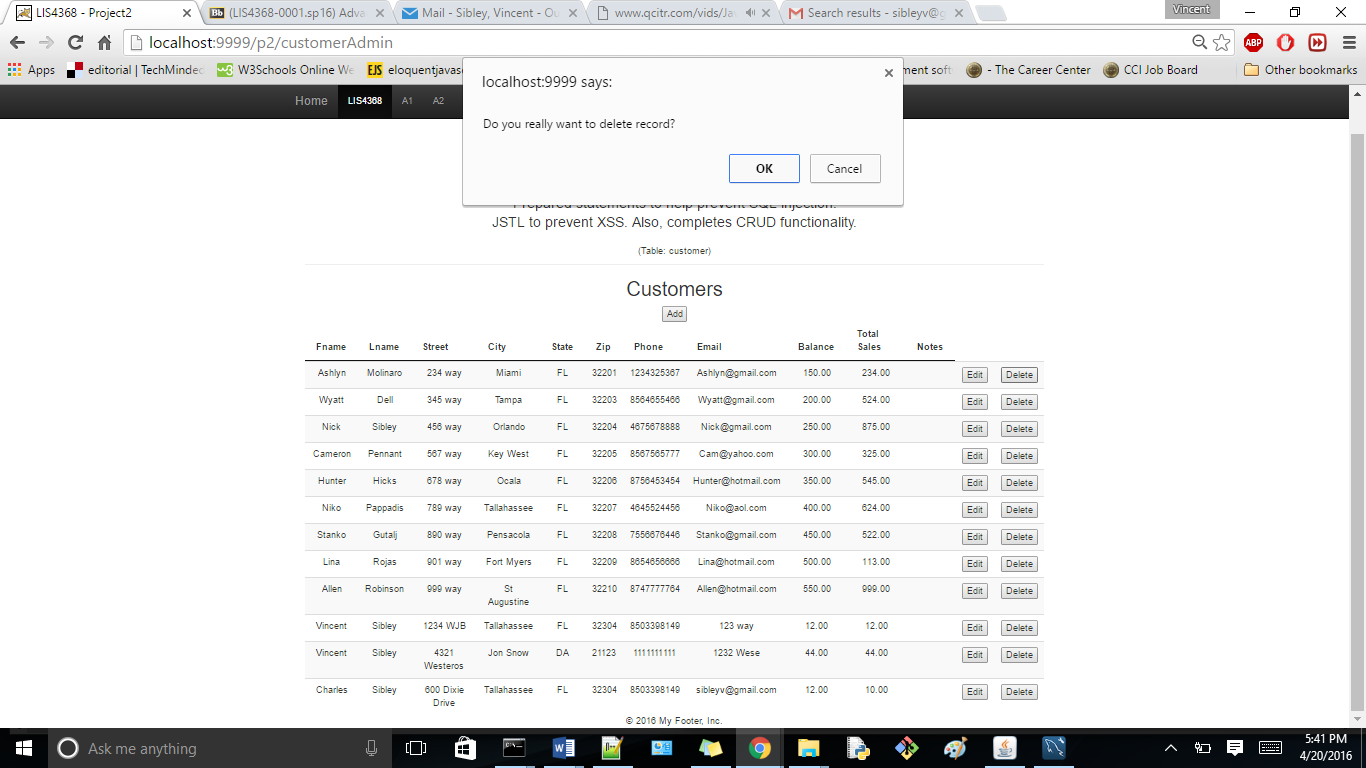 LIS4368 - Project2
(LIS4368-0001.sp16) Adva
Mail - Sibley, Vincent - Ou
www.qcitr.com/vids/Jav
Search results - sibleyv@g
Vincent
localhost:9999/p2/customerAdmin
ABP
Apps
editorial | TechMinded
W3Schools Online We
EJS eloquentjavas
ment soft
- The Career Center
CCI Job Board
Other bookmarks
Home LIS4368 A1 A2
localhost:9999 says:
Do you really want to delete record?
OK Cancel
Prepared statements to help prevent SQL injection.
JSTL to prevent XSS. Also, completes CRUD functionality.
(Table: customer)
Customers
Add
Fname Lname Street City State Zip Phone Email Balance Total Sales Notes
Ashlyn Molinaro 234 way Miami FL 32201 1234325367 Ashlyn@gmail.com 150.00 234.00 Edit Delete
Wyatt Dell 345 way Tampa FL 32203 8564655466 Wyatt@gmail.com 200.00 524.00 Edit Delete
Nick Sibley 456 way Orlando FL 32204 4675678888 Nick@gmail.com 250.00 875.00 Edit Delete
Cameron Pennant 567 way Key West FL 32205 8567565777 Cam@yahoo.com 300.00 325.00 Edit Delete
Hunter Hicks 678 way Ocala FL 32206 8756453454 Hunter@hotmail.com 350.00 545.00 Edit Delete
Niko Pappadis 789 way Tallahassee FL 32207 4645524456 Niko@aol.com 400.00 624.00 Edit Delete
Stanko Gutalj 890 way Pensacola FL 32208 7556676446 Stanko@gmail.com 450.00 522.00 Edit Delete
Lina Rojas 901 way Fort Myers FL 32209 8654656666 Lina@hotmail.com 500.00 113.00 Edit Delete
Allen Robinson 999 way St Augustine FL 32210 8747777764 Allen@hotmail.com 550.00 999.00 Edit Delete
Vincent Sibley 1234 WJB Tallahassee FL 32304 8503398149 123 way 12.00 12.00 Edit Delete
Vincent Sibley 4321 Westeros Jon Snow DA 21123 1111111111 1232 Wese 44.00 44.00 Edit Delete
Charles Sibley 600 Dixie Drive Tallahassee FL 32304 8503398149 sibleyv@gmail.com 12.00 10.00 Edit Delete
© 2016 My Footer, Inc.
Ask me anything
5:41 PM
4/20/2016